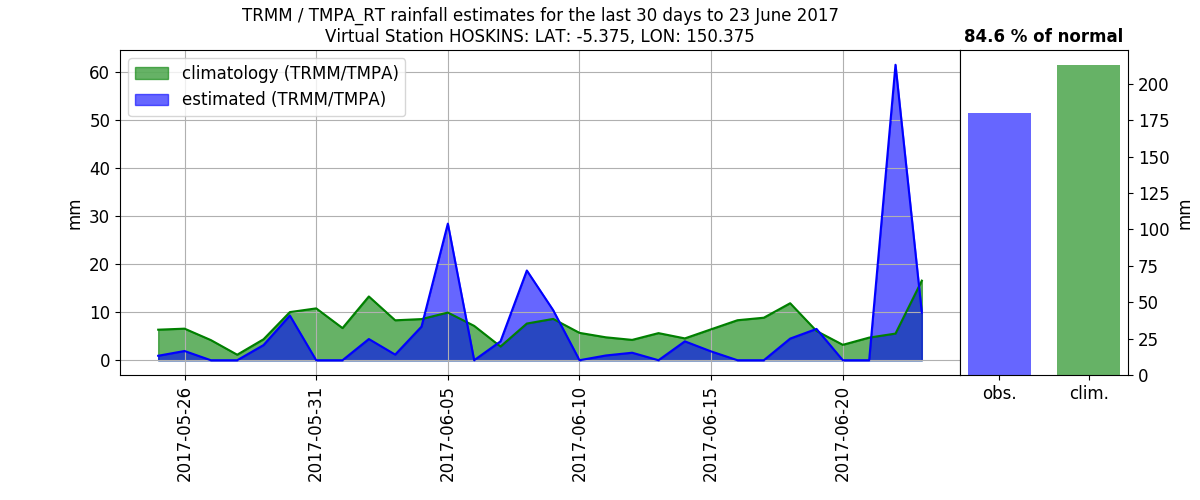 TRMM / TMPA_RT rainfall estimates for the last 30 days to 23 June 2017
Virtual Station HOSKINS: LAT: -5.375, LON: 150.375
84.6 % of normal
climatology (TRMM/TMPA)
estimated (TRMM/TMPA)
mm
60
50
40
30
20
10
0
2017-05-26
2017-05-31
2017-06-05
2017-06-10
2017-06-15
2017-06-20
obs.
clim.
200
175
150
125
100
75
50
25
0
mm